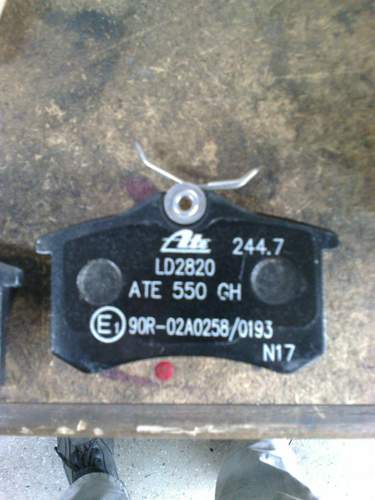 Ate 244.7
LD2820
ATE 550 GH
E1 90R-02A0258/0193
N17